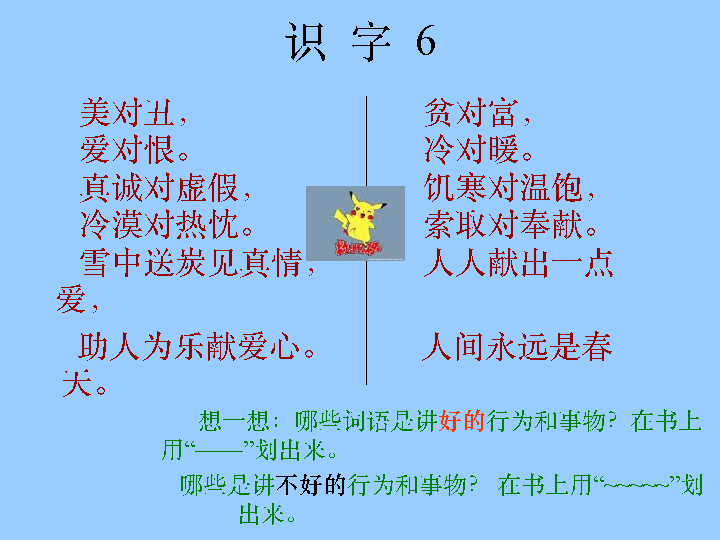 识 字 6
美对丑，
爱对恨。
真诚对虚假，
冷漠对热忱。
雪中送炭见真情，
助人为乐献爱心。
贫对富，
冷对暖。
饥寒对温饱，
索取对奉献。
人人献出一点
爱，
人间永远是春
天。
想一想：哪些词语是讲好的行为和事物？在书上
用“——”划出来。
哪些是讲不好的行为和事物？ 在书上用“~~~~~”划
出来。